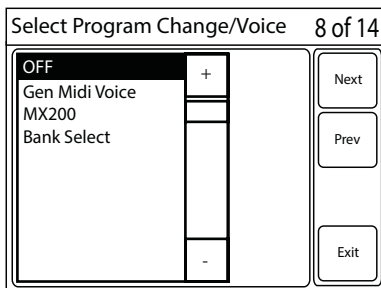 Select Program Change/Voice 8 of 14
OFF
Gen Midi Voice
MX200
Bank Select
+
-
Next
Prev
Exit